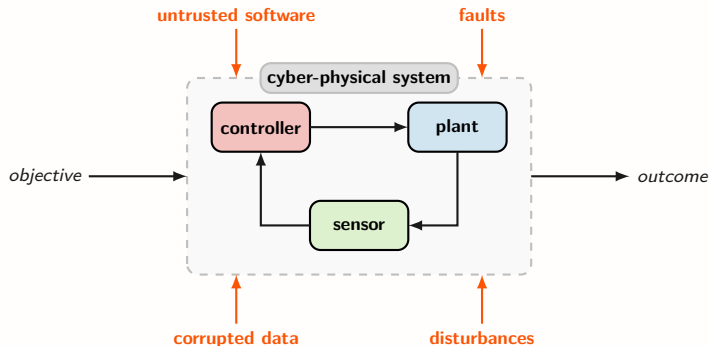 untrusted software
faults
cyber-physical system
controller
plant
objective
outcome
sensor
corrupted data
disturbances